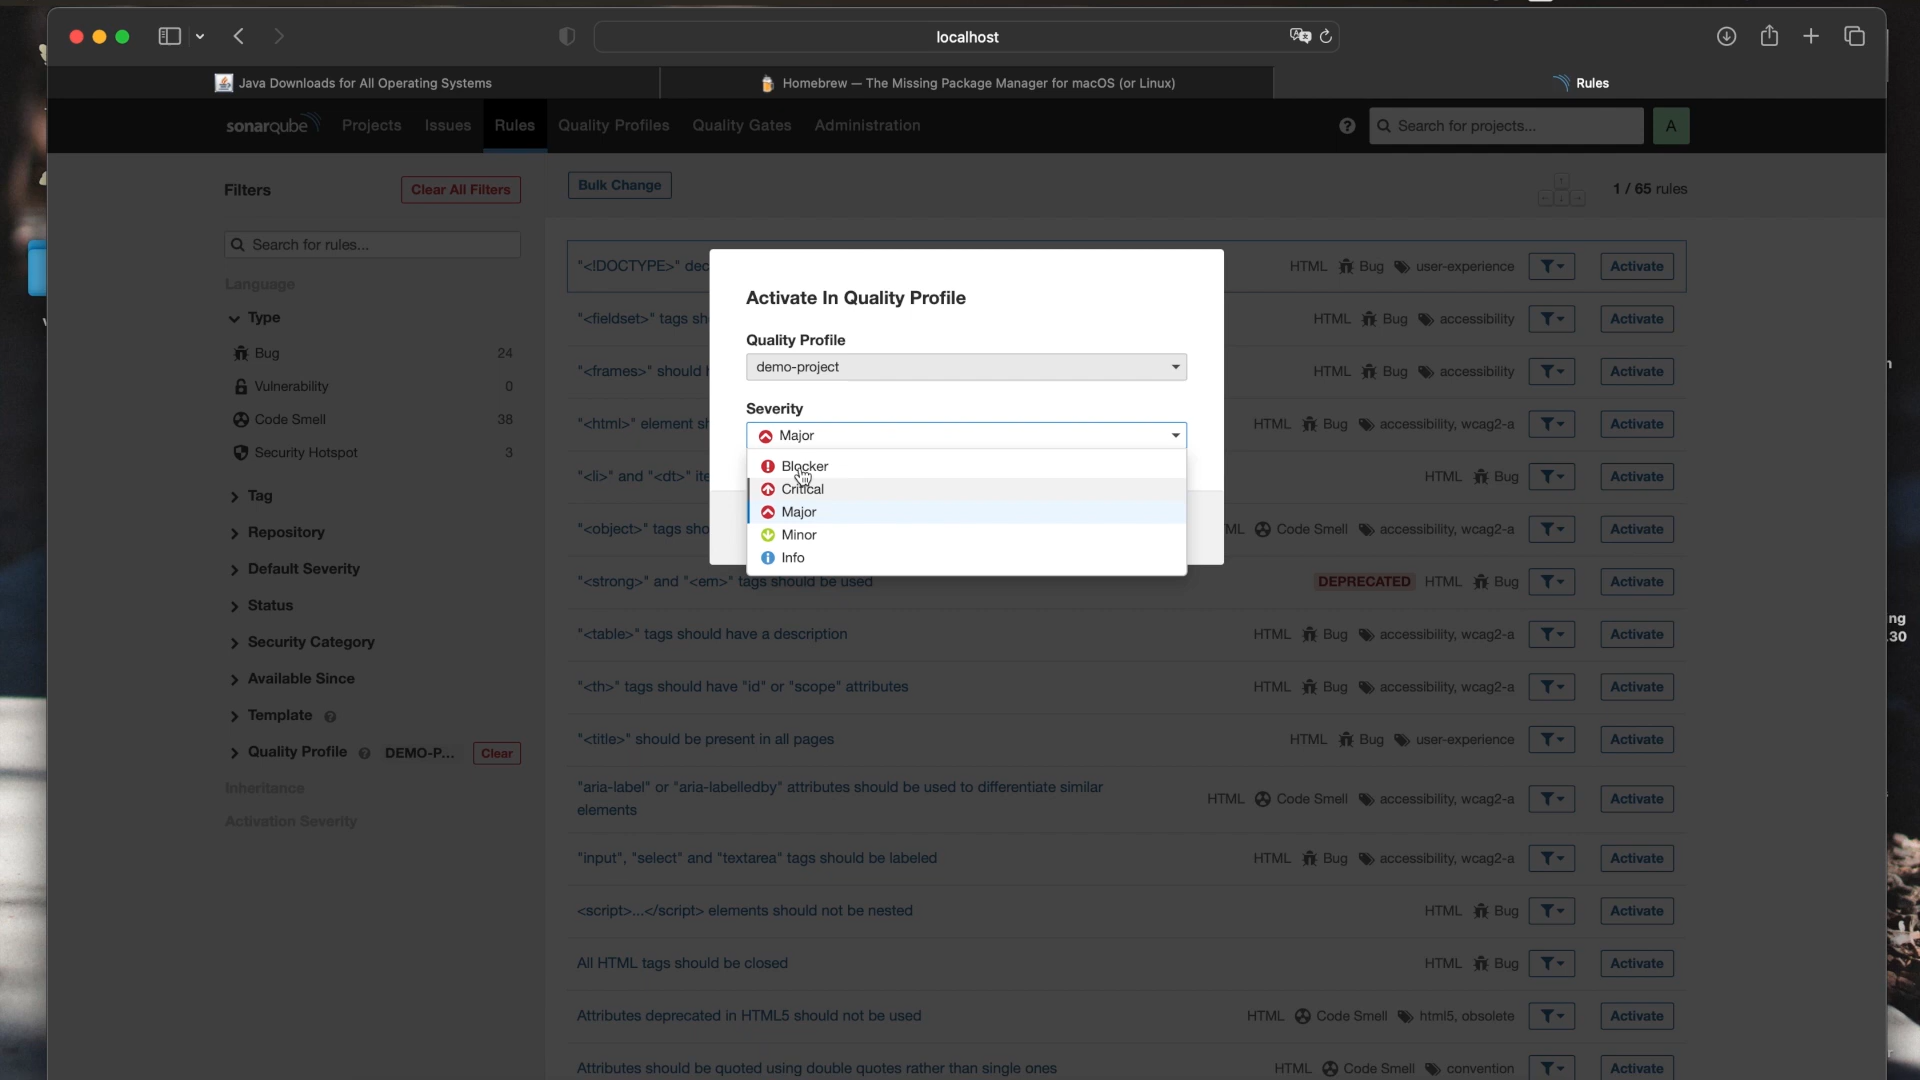 localhost
Java Downloads for All Operating Systems
Homebrew — The Missing Package Manager for macOS (or Linux)
Rules
sonarqube
Projects
Issues
Rules
Quality Profiles
Quality Gates
Administration
Search for projects...
A
Filters
Clear All Filters
Bulk Change
1 / 65 rules
Search for rules...
Language
Type
Bug 24
Vulnerability 0
Code Smell 38
Security Hotspot 3
Tag
Repository
Default Severity
Status
Security Category
Available Since
Template
Quality Profile DEMO-P... Clear
Inheritance
Activation Severity
Activate In Quality Profile
Quality Profile
demo-project
Severity
Major
Blocker
Critical
Major
Minor
Info
"<!DOCTYPE>" dec HTML Bug user-experience Activate
"<fieldset>" tags sh HTML Bug accessibility Activate
"<frames>" should h HTML Bug accessibility Activate
"<html>" element sh HTML Bug accessibility, wcag2-a Activate
"<li>" and "<dt>" ite HTML Bug Activate
"<object>" tags sho ML Code Smell accessibility, wcag2-a Activate
"<strong>" and "<em>" tags should be used DEPRECATED HTML Bug Activate
"<table>" tags should have a description HTML Bug accessibility, wcag2-a Activate
"<th>" tags should have "id" or "scope" attributes HTML Bug accessibility, wcag2-a Activate
"<title>" should be present in all pages HTML Bug user-experience Activate
"aria-label" or "aria-labelledby" attributes should be used to differentiate similar
elements HTML Code Smell accessibility, wcag2-a Activate
"input", "select" and "textarea" tags should be labeled HTML Bug accessibility, wcag2-a Activate
<script>...</script> elements should not be nested HTML Bug Activate
All HTML tags should be closed HTML Bug Activate
Attributes deprecated in HTML5 should not be used HTML Code Smell html5, obsolete Activate
Attributes should be quoted using double quotes rather than single ones HTML Code Smell convention Activate
ng
.30